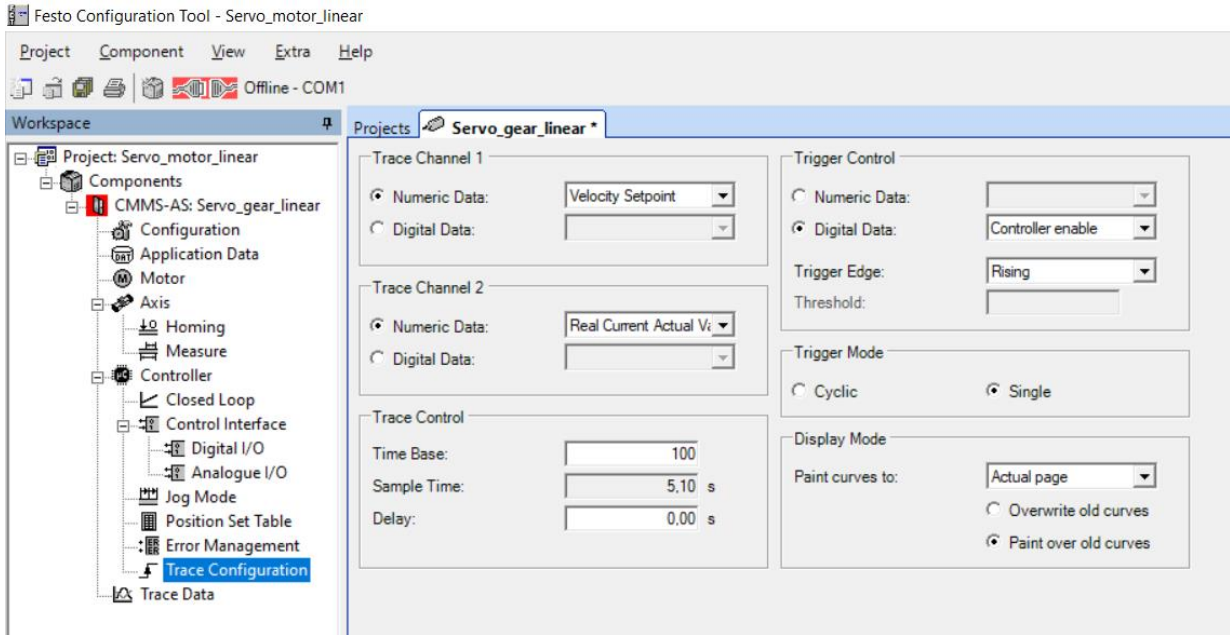 Festo Configuration Tool - Servo_motor_linear
Project Component View Extra Help
Offline - COM1
Workspace
Project: Servo_motor_linear
Components
CMMS-AS: Servo_gear_linear
Configuration
Application Data
Motor
Axis
Homing
Measure
Controller
Closed Loop
Control Interface
Digital I/O
Analogue I/O
Jog Mode
Position Set Table
Error Management
Trace Configuration
Trace Data
Projects Servo_gear_linear *
Trace Channel 1
Numeric Data: Velocity Setpoint
Digital Data:
Trace Channel 2
Numeric Data: Real Current Actual Va
Digital Data:
Trace Control
Time Base: 100
Sample Time: 5,10 s
Delay: 0,00 s
Trigger Control
Numeric Data:
Digital Data: Controller enable
Trigger Edge: Rising
Threshold:
Trigger Mode
Cyclic Single
Display Mode
Paint curves to: Actual page
Overwrite old curves
Paint over old curves